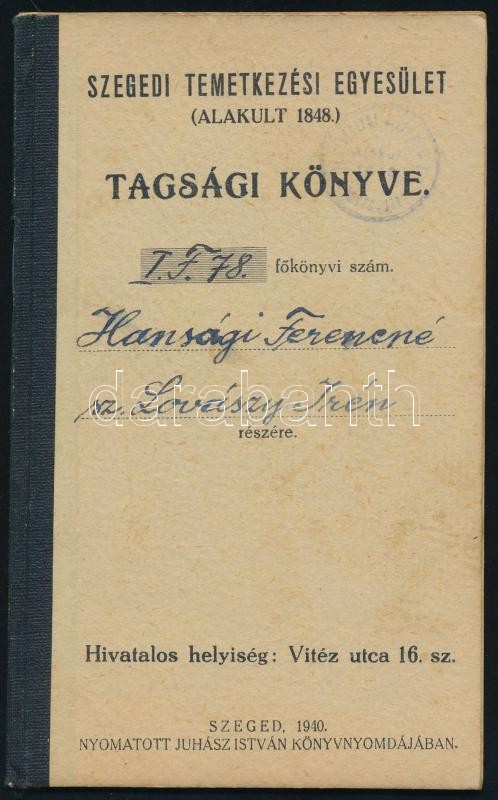 SZEGEDI TEMETKEZÉSI EGYESÜLET
(ALAKULT 1848.)
TAGSÁGI KÖNYVE.
I. F. 78. főkönyvi szám.
Hansági Ferencné
sz. Lovászy Irén
darabanth
részére.
Hivatalos helyiség: Vitéz utca 16. sz.
SZEGED, 1940.
NYOMATOTT JUHÁSZ ISTVÁN KÖNYVNYOMDÁJÁBAN.